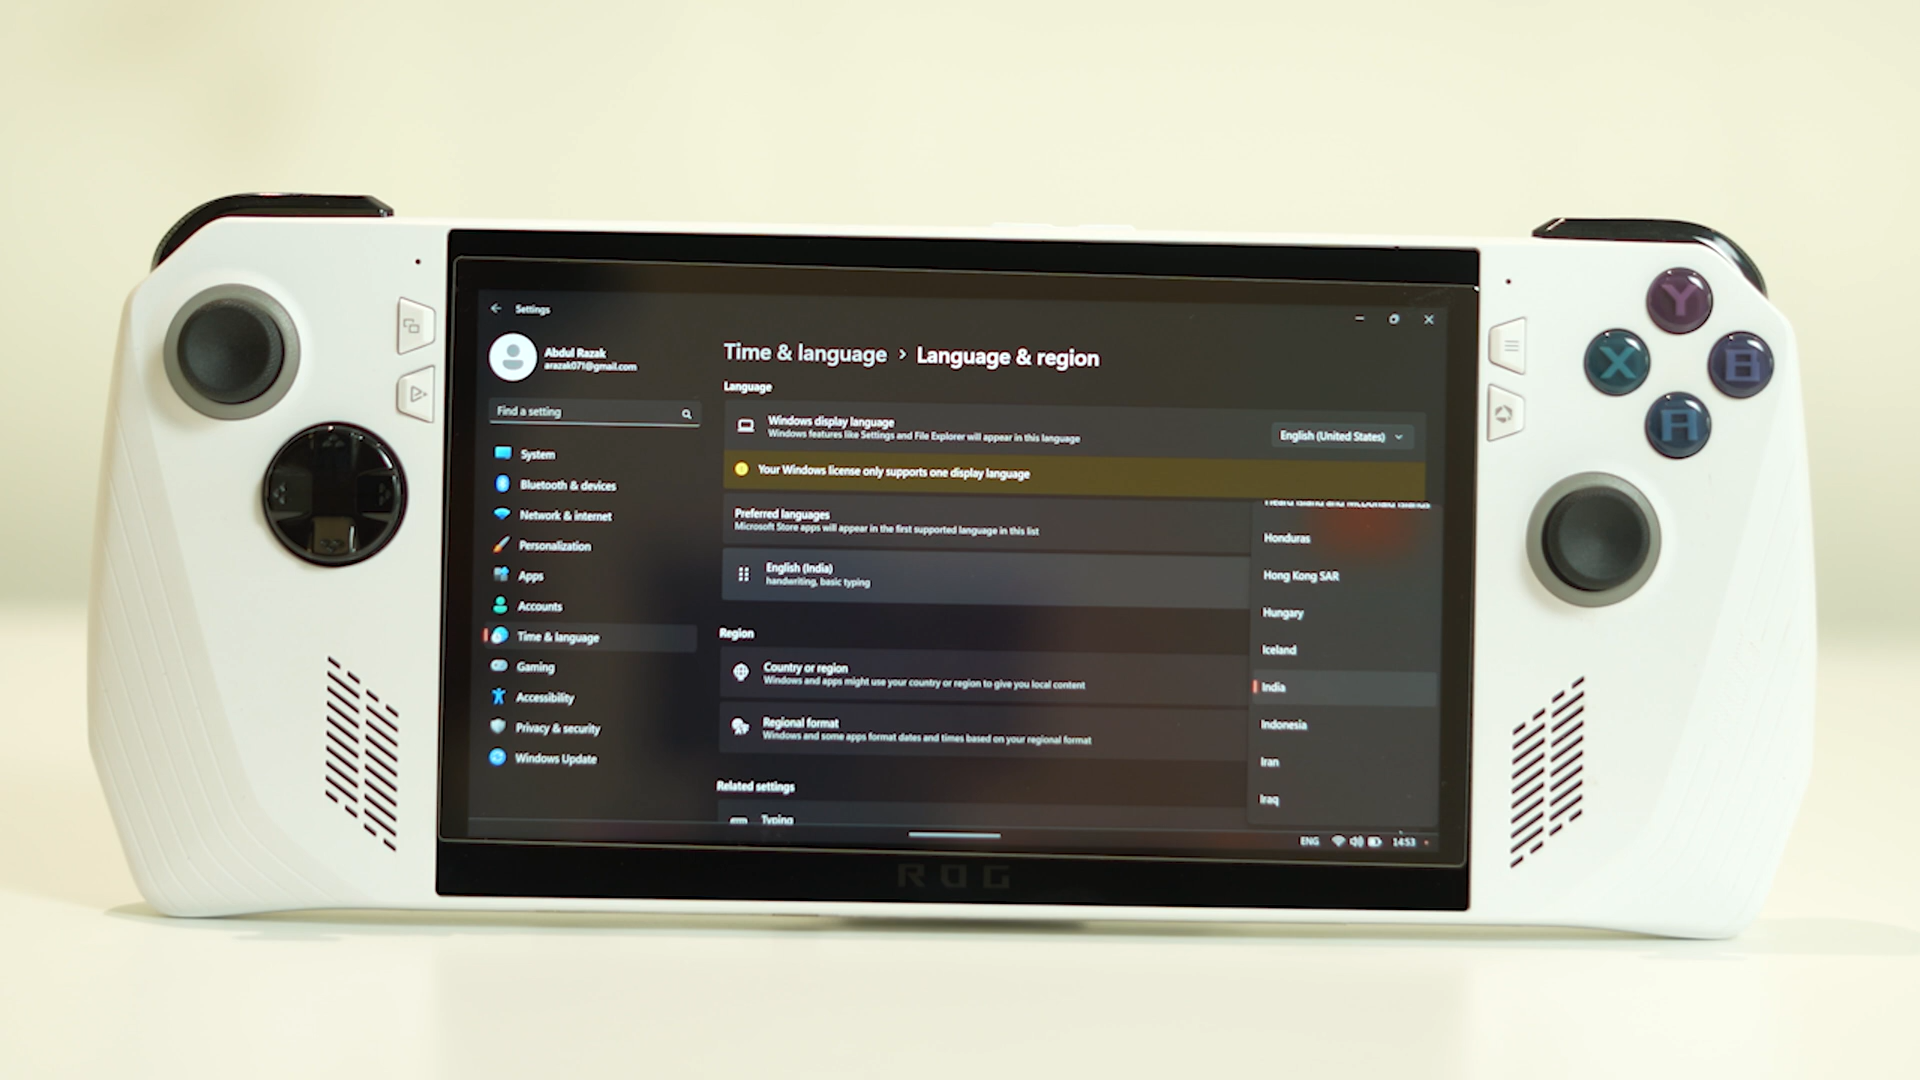 Settings
Abdul Razak
arazak071@gmail.com
Find a setting
System
Bluetooth & devices
Network & internet
Personalization
Apps
Accounts
Time & language
Gaming
Accessibility
Privacy & security
Windows Update
Time & language › Language & region
Language
Windows display language
Windows features like Settings and File Explorer will appear in this language
English (United States)
Your Windows license only supports one display language
Preferred languages
Microsoft Store apps will appear in the first supported language in this list
English (India)
handwriting, basic typing
Region
Country or region
Windows and apps might use your country or region to give you local content
Regional format
Windows and some apps format dates and times based on your regional format
Related settings
Typing
Heard Island and McDonald Islands
Honduras
Hong Kong SAR
Hungary
Iceland
India
Indonesia
Iran
Iraq
ENG 14:53
ROG
Y
X
B
A